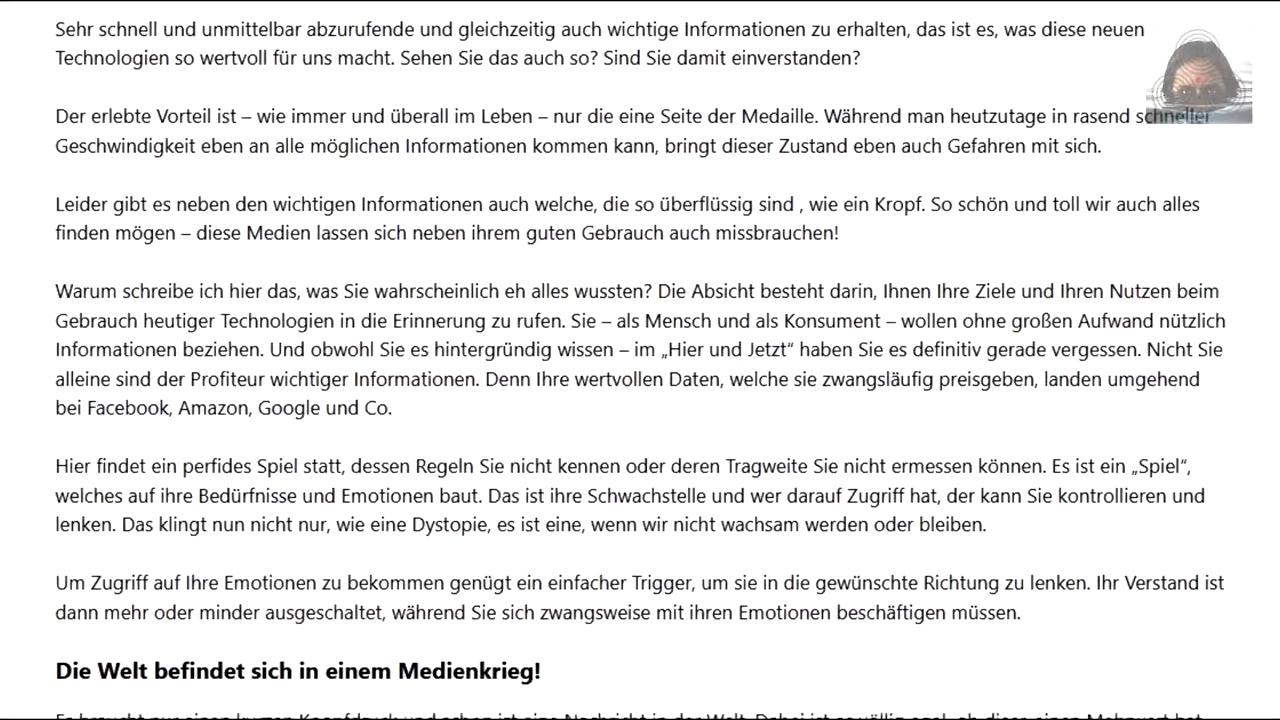 Sehr schnell und unmittelbar abzurufende und gleichzeitig auch wichtige Informationen zu erhalten, das ist es, was diese neuen
Technologien so wertvoll für uns macht. Sehen Sie das auch so? Sind Sie damit einverstanden?
Der erlebte Vorteil ist – wie immer und überall im Leben – nur die eine Seite der Medaille. Während man heutzutage in rasend schneller
Geschwindigkeit eben an alle möglichen Informationen kommen kann, bringt dieser Zustand eben auch Gefahren mit sich.
Leider gibt es neben den wichtigen Informationen auch welche, die so überflüssig sind , wie ein Kropf. So schön und toll wir auch alles
finden mögen – diese Medien lassen sich neben ihrem guten Gebrauch auch missbrauchen!
Warum schreibe ich hier das, was Sie wahrscheinlich eh alles wussten? Die Absicht besteht darin, Ihnen Ihre Ziele und Ihren Nutzen beim
Gebrauch heutiger Technologien in die Erinnerung zu rufen. Sie – als Mensch und als Konsument – wollen ohne großen Aufwand nützlich
Informationen beziehen. Und obwohl Sie es hintergründig wissen – im „Hier und Jetzt“ haben Sie es definitiv gerade vergessen. Nicht Sie
alleine sind der Profiteur wichtiger Informationen. Denn Ihre wertvollen Daten, welche sie zwangsläufig preisgeben, landen umgehend
bei Facebook, Amazon, Google und Co.
Hier findet ein perfides Spiel statt, dessen Regeln Sie nicht kennen oder deren Tragweite Sie nicht ermessen können. Es ist ein „Spiel“,
welches auf ihre Bedürfnisse und Emotionen baut. Das ist ihre Schwachstelle und wer darauf Zugriff hat, der kann Sie kontrollieren und
lenken. Das klingt nun nicht nur, wie eine Dystopie, es ist eine, wenn wir nicht wachsam werden oder bleiben.
Um Zugriff auf Ihre Emotionen zu bekommen genügt ein einfacher Trigger, um sie in die gewünschte Richtung zu lenken. Ihr Verstand ist
dann mehr oder minder ausgeschaltet, während Sie sich zwangsweise mit ihren Emotionen beschäftigen müssen.
Die Welt befindet sich in einem Medienkrieg!